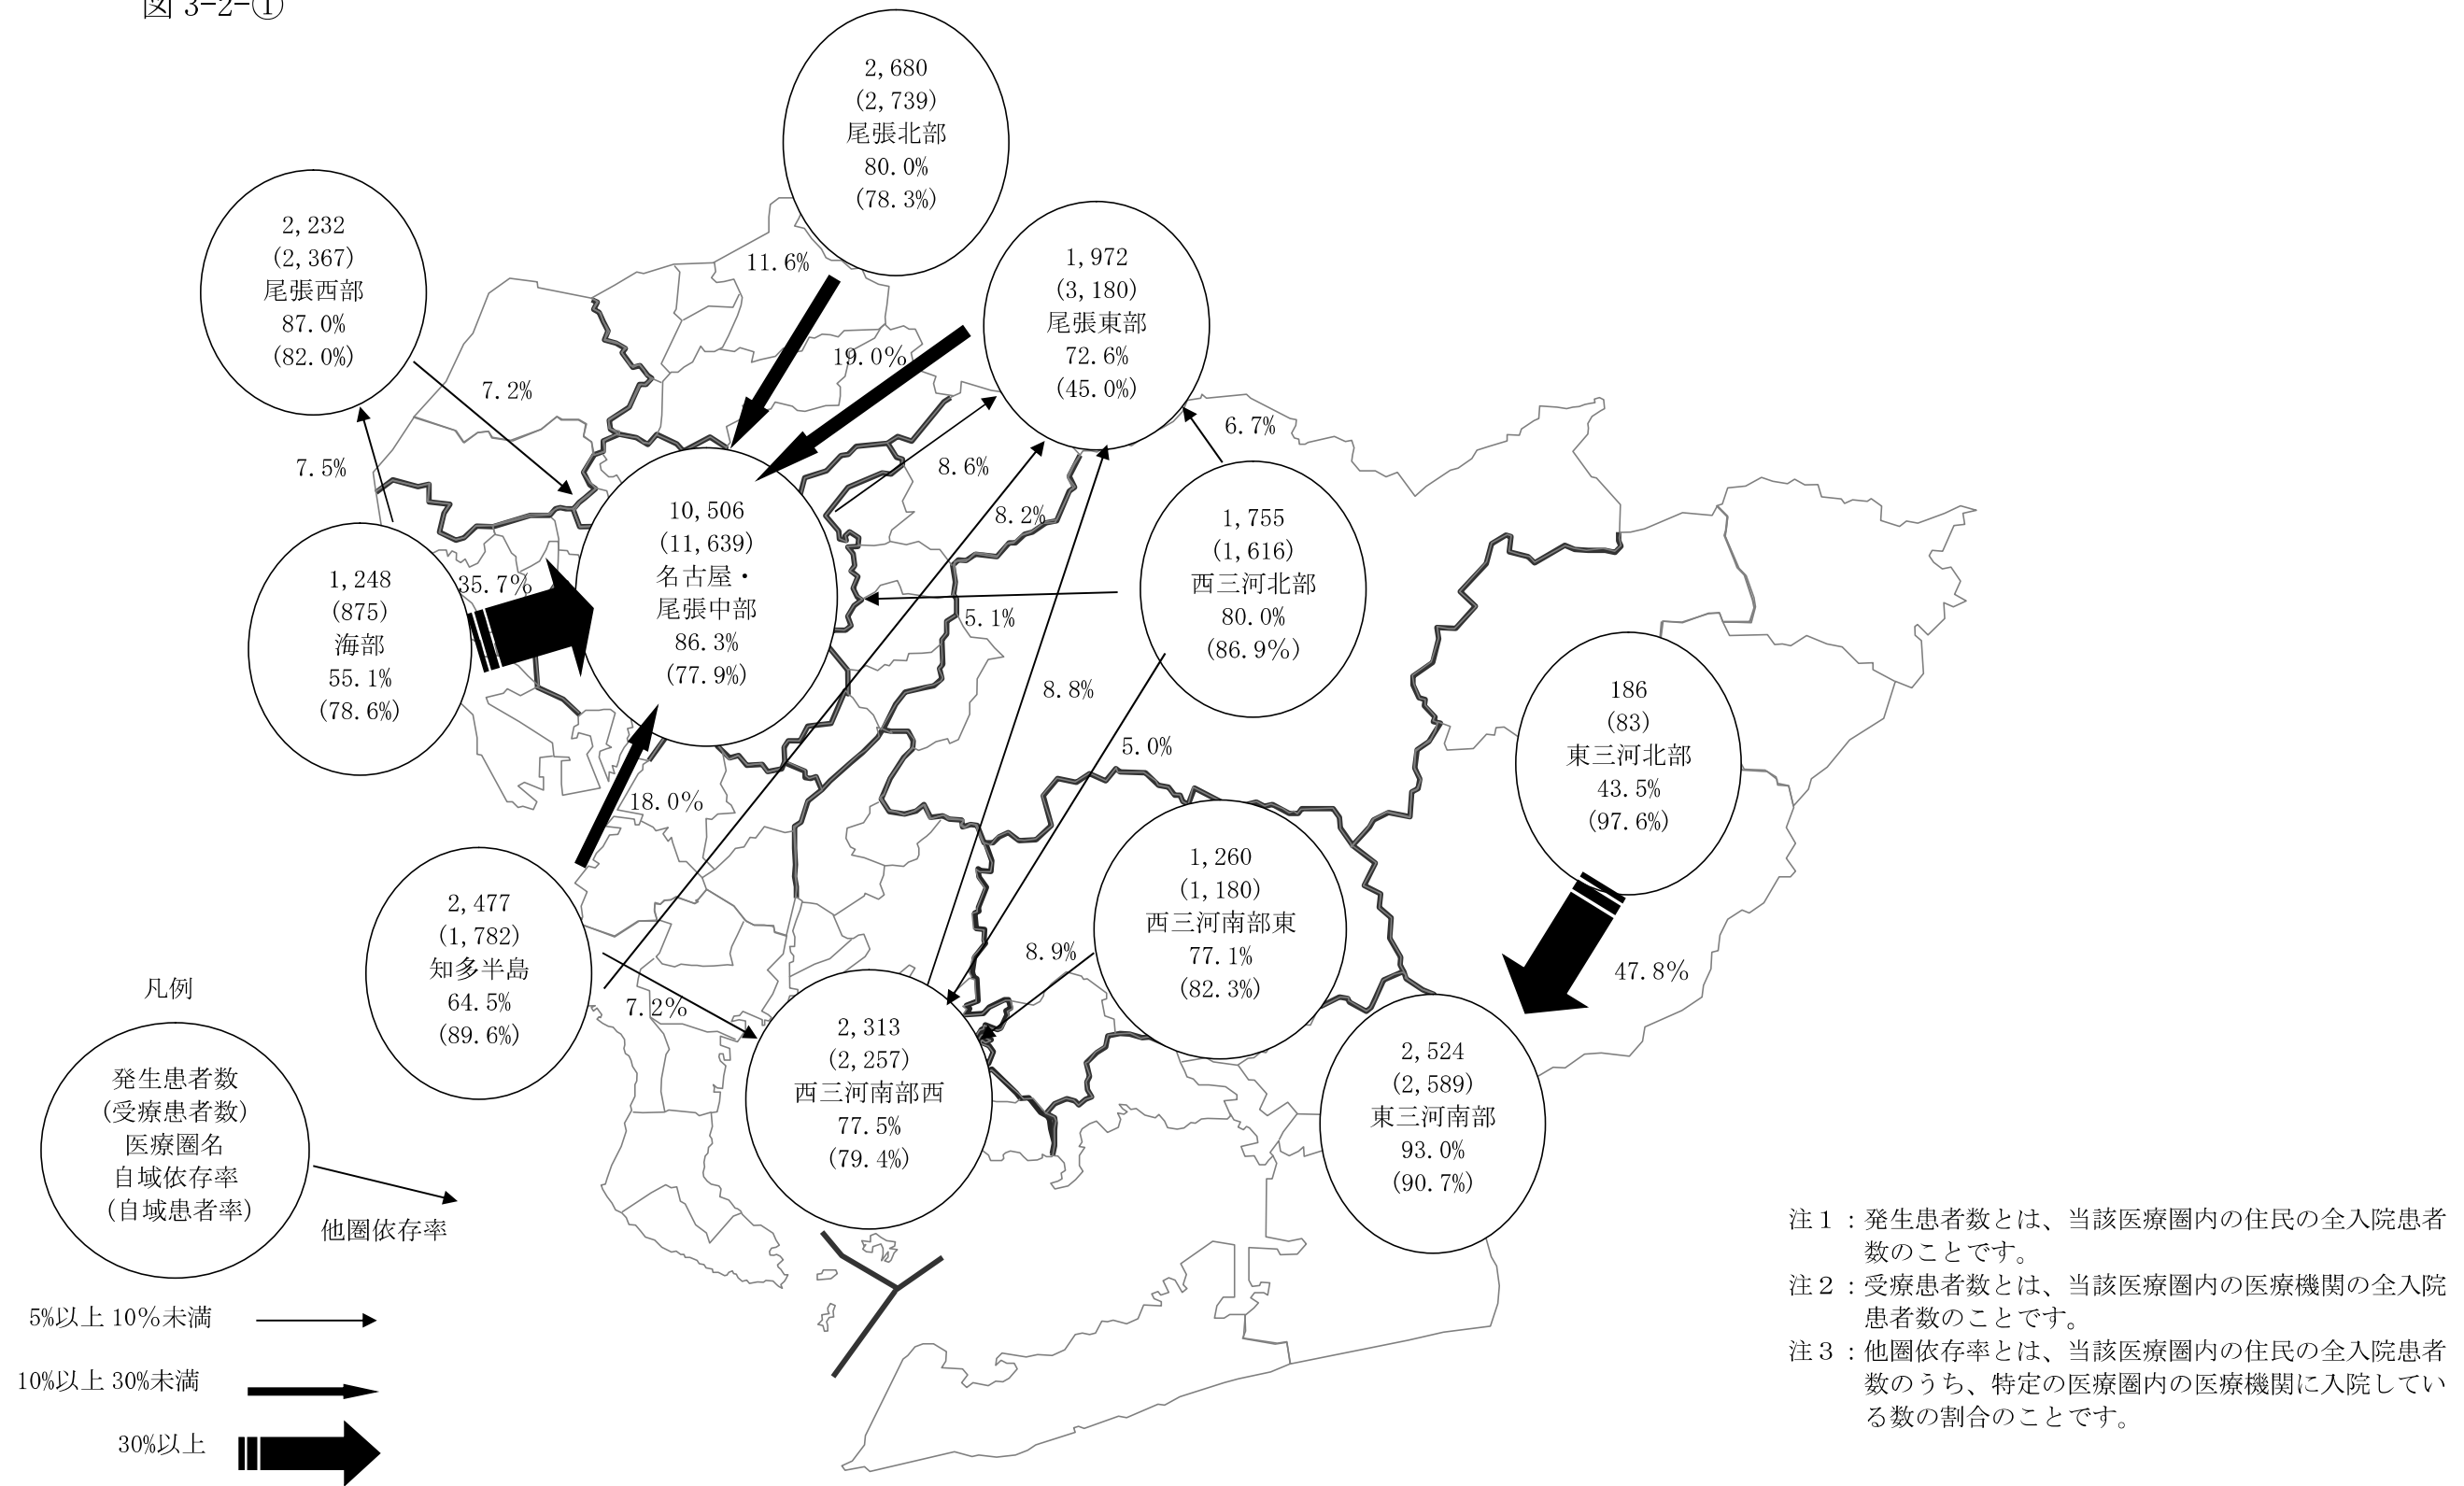 図 3-2-①
2,680
(2,739)
尾張北部
80.0%
(78.3%)
2,232
(2,367)
尾張西部
87.0%
(82.0%)
1,972
(3,180)
尾張東部
72.6%
(45.0%)
11.6%
19.0%
7.2%
7.5%
8.6%
6.7%
8.2%
10,506
(11,639)
名古屋・
尾張中部
86.3%
(77.9%)
1,755
(1,616)
西三河北部
80.0%
(86.9%)
1,248
(875)
海部
55.1%
(78.6%)
35.7%
5.1%
8.8%
5.0%
186
(83)
東三河北部
43.5%
(97.6%)
18.0%
2,477
(1,782)
知多半島
64.5%
(89.6%)
1,260
(1,180)
西三河南部東
77.1%
(82.3%)
8.9%
47.8%
7.2%
2,313
(2,257)
西三河南部西
77.5%
(79.4%)
2,524
(2,589)
東三河南部
93.0%
(90.7%)
凡例
発生患者数
(受療患者数)
医療圏名
自域依存率
(自域患者率)
他圏依存率
5%以上 10%未満
10%以上 30%未満
30%以上
注１：発生患者数とは、当該医療圏内の住民の全入院患者
数のことです。
注２：受療患者数とは、当該医療圏内の医療機関の全入院
患者数のことです。
注３：他圏依存率とは、当該医療圏内の住民の全入院患者
数のうち、特定の医療圏内の医療機関に入院してい
る数の割合のことです。